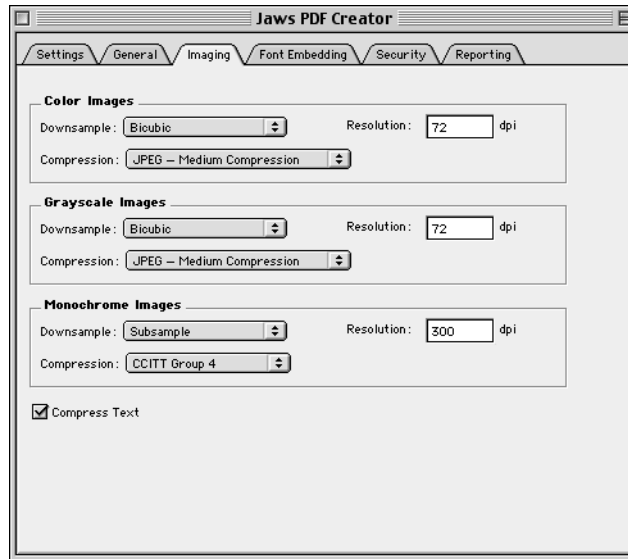 Jaws PDF Creator
Settings General Imaging Font Embedding Security Reporting
Color Images
Downsample: Bicubic Resolution: 72 dpi
Compression: JPEG – Medium Compression
Grayscale Images
Downsample: Bicubic Resolution: 72 dpi
Compression: JPEG – Medium Compression
Monochrome Images
Downsample: Subsample Resolution: 300 dpi
Compression: CCITT Group 4
Compress Text